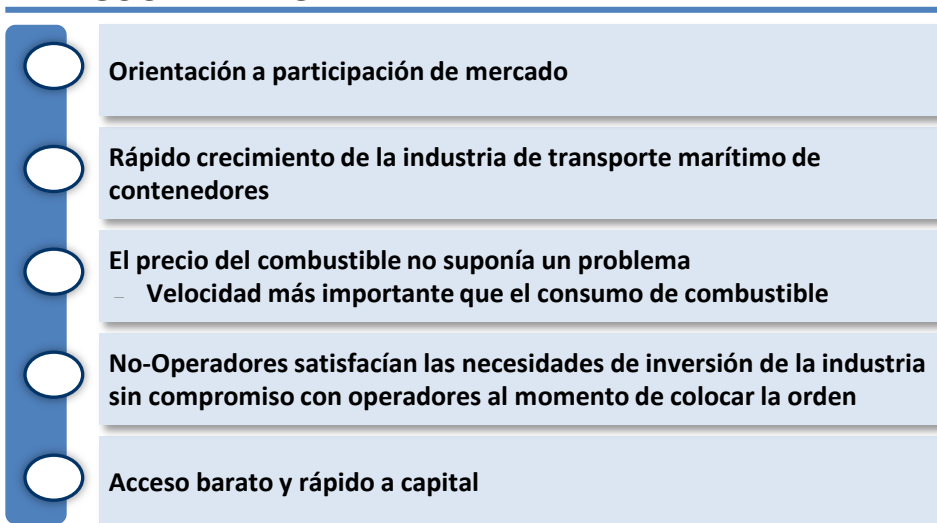 Orientación a participación de mercado
Rápido crecimiento de la industria de transporte marítimo de
contenedores
El precio del combustible no suponía un problema
– Velocidad más importante que el consumo de combustible
No-Operadores satisfacían las necesidades de inversión de la industria
sin compromiso con operadores al momento de colocar la orden
Acceso barato y rápido a capital